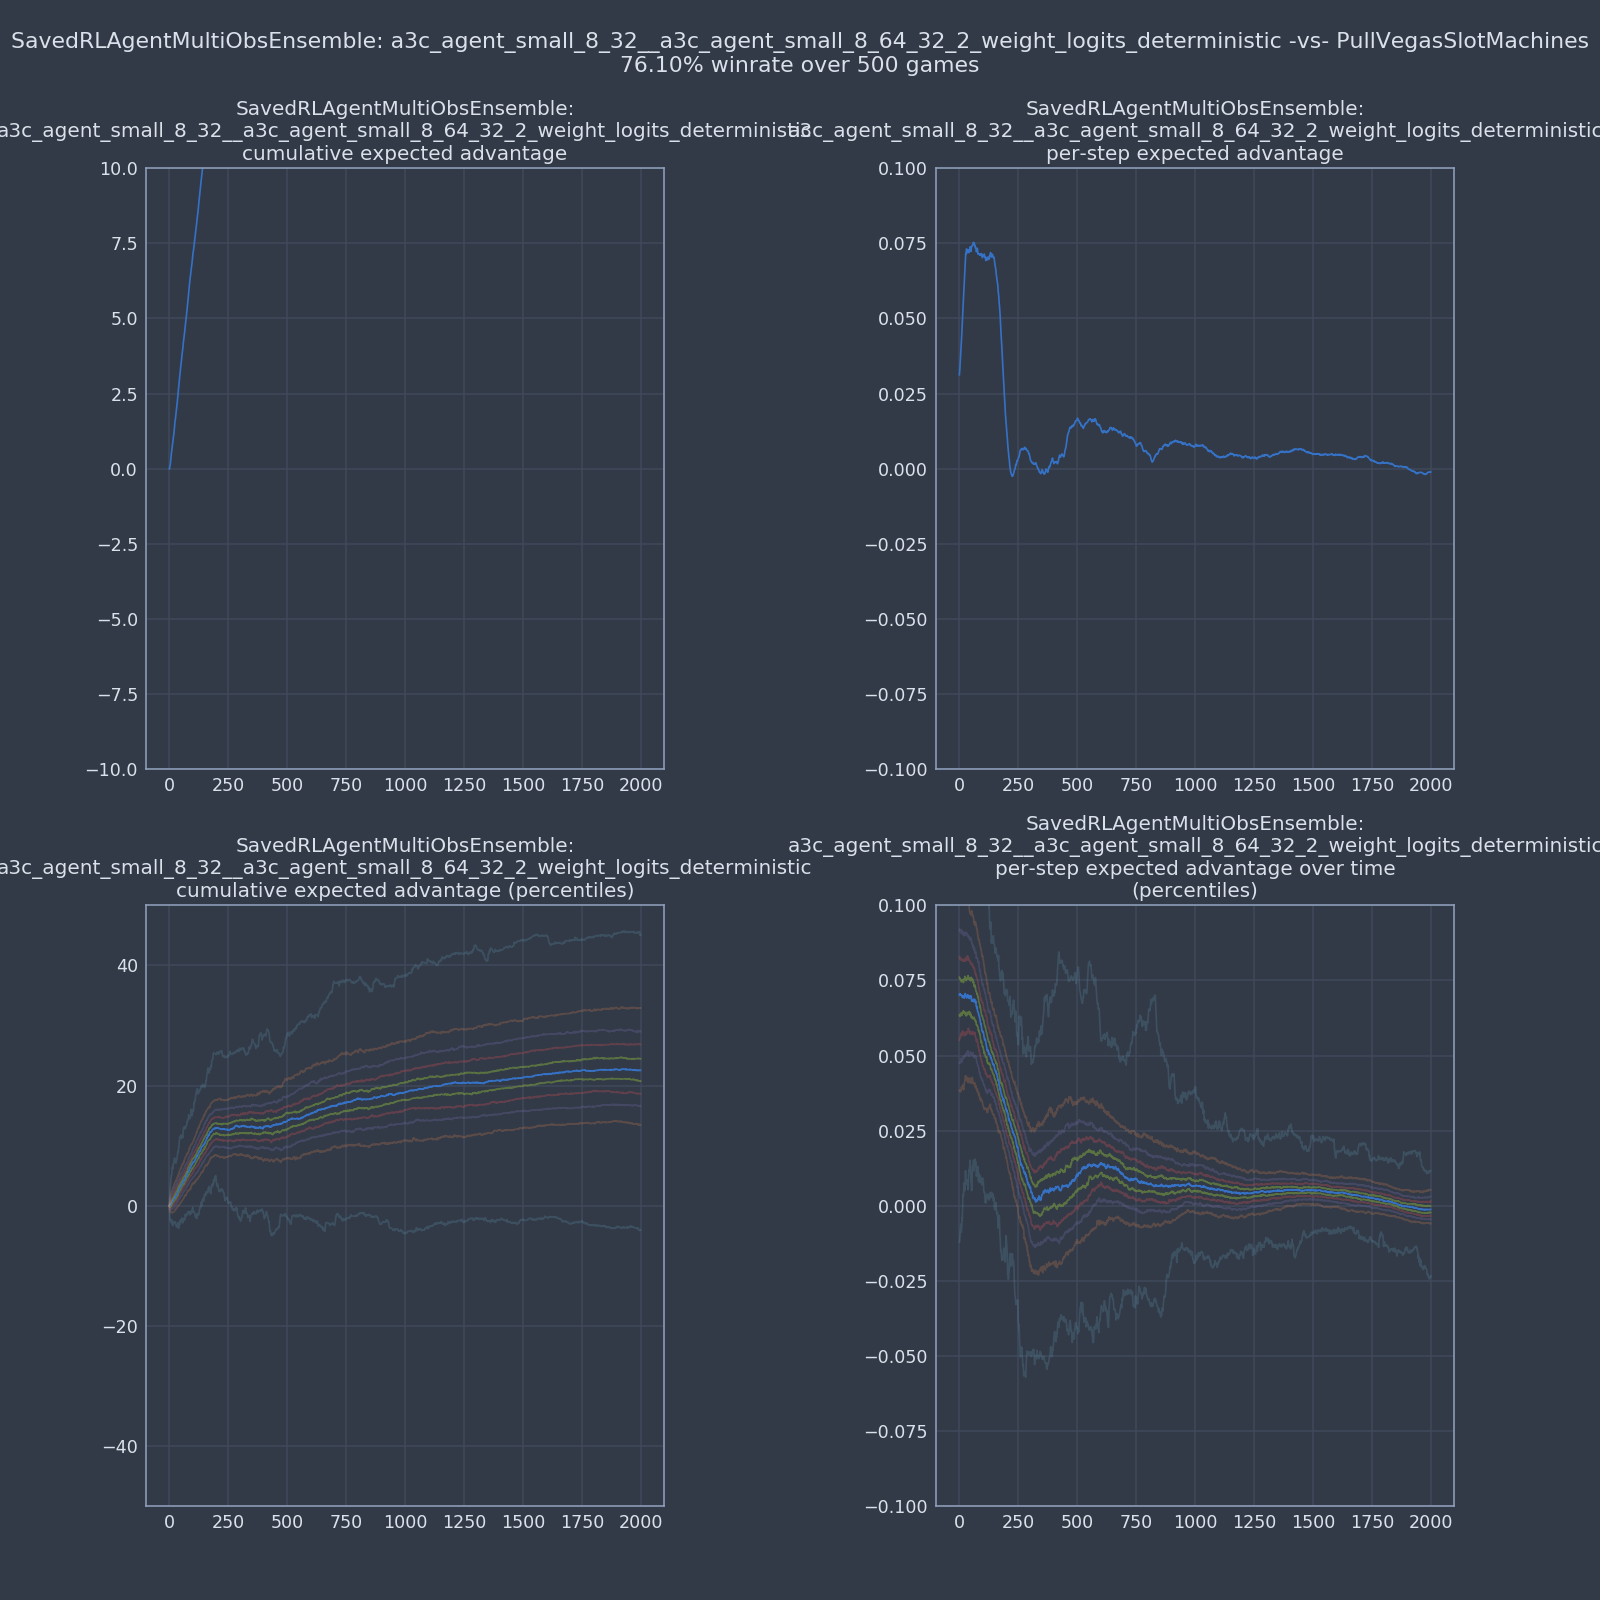 SavedRLAgentMultiObsEnsemble: a3c_agent_small_8_32__a3c_agent_small_8_64_32_2_weight_logits_deterministic -vs- PullVegasSlotMachines
76.10% winrate over 500 games
SavedRLAgentMultiObsEnsemble:
a3c_agent_small_8_32__a3c_agent_small_8_64_32_2_weight_logits_deterministic
cumulative expected advantage
10.0
7.5
5.0
2.5
0.0
−2.5
−5.0
−7.5
−10.0
0 250 500 750 1000 1250 1500 1750 2000
SavedRLAgentMultiObsEnsemble:
a3c_agent_small_8_32__a3c_agent_small_8_64_32_2_weight_logits_deterministic
per-step expected advantage
0.100
0.075
0.050
0.025
0.000
−0.025
−0.050
−0.075
−0.100
0 250 500 750 1000 1250 1500 1750 2000
SavedRLAgentMultiObsEnsemble:
a3c_agent_small_8_32__a3c_agent_small_8_64_32_2_weight_logits_deterministic
cumulative expected advantage (percentiles)
40
20
0
−20
−40
0 250 500 750 1000 1250 1500 1750 2000
SavedRLAgentMultiObsEnsemble:
a3c_agent_small_8_32__a3c_agent_small_8_64_32_2_weight_logits_deterministic
per-step expected advantage over time
(percentiles)
0.100
0.075
0.050
0.025
0.000
−0.025
−0.050
−0.075
−0.100
0 250 500 750 1000 1250 1500 1750 2000